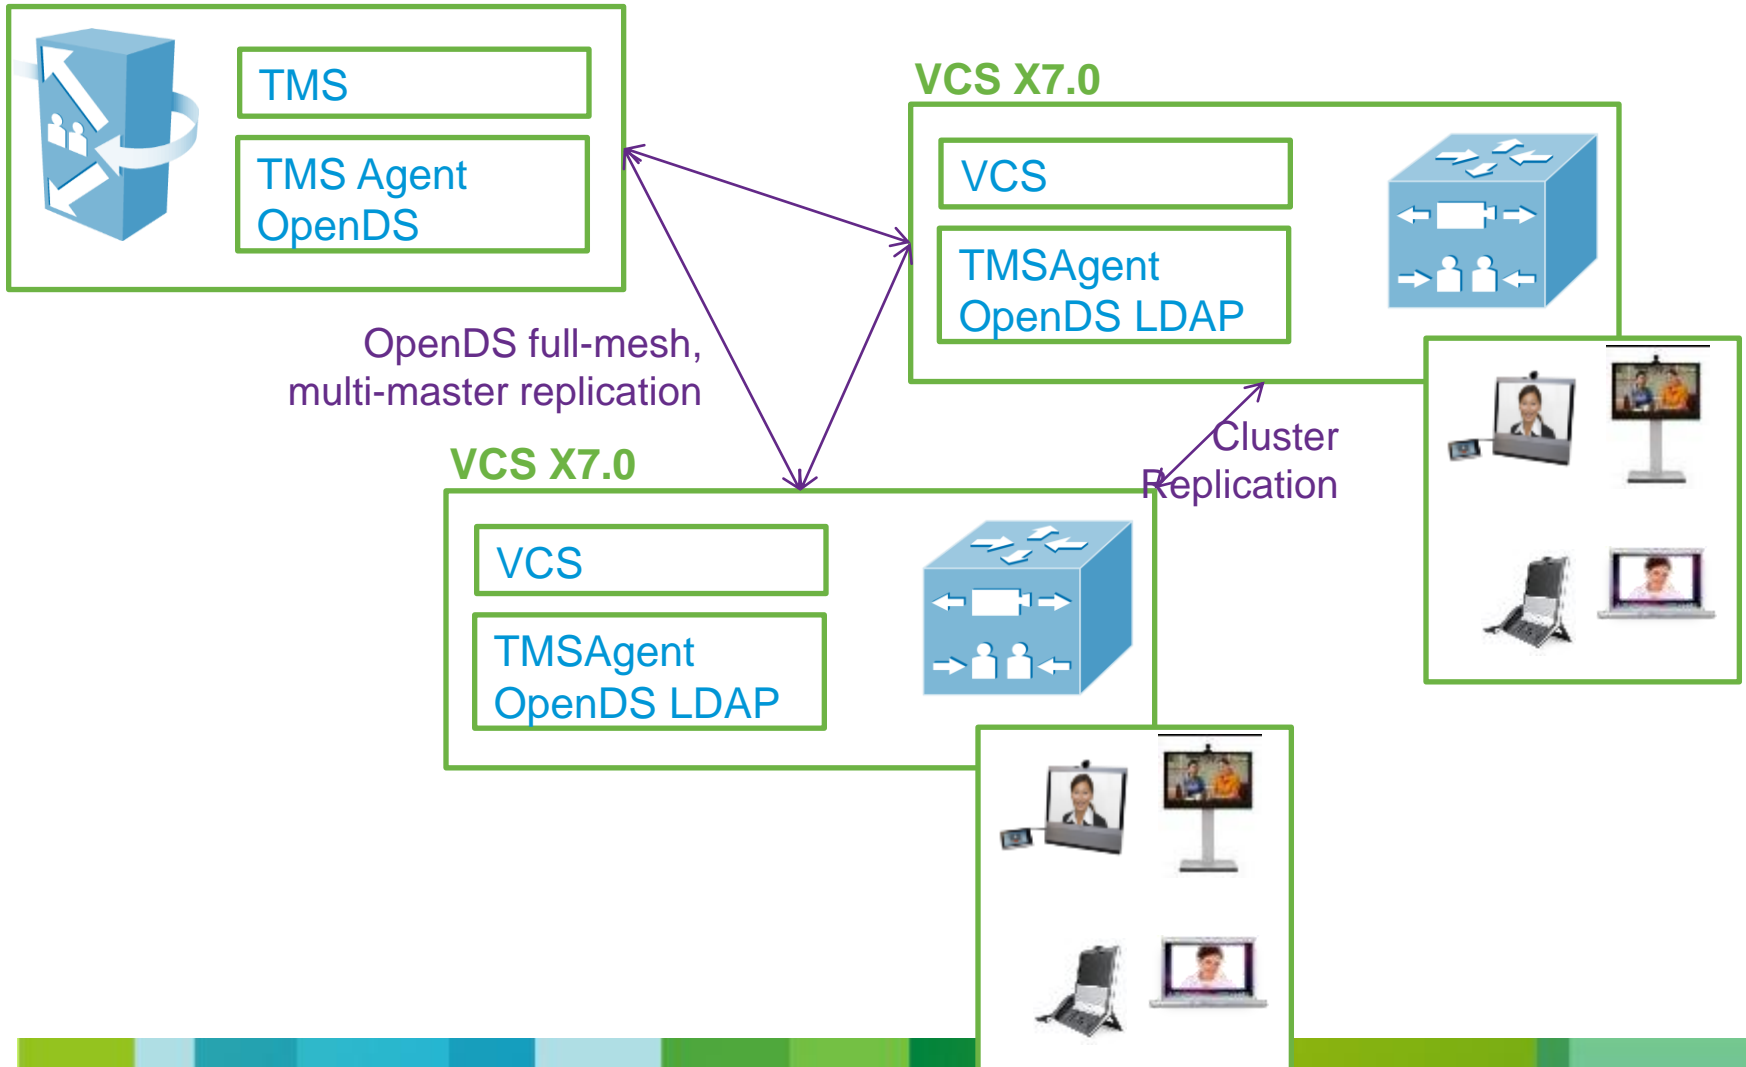 TMS
TMS Agent
OpenDS
VCS X7.0
VCS
TMSAgent
OpenDS LDAP
OpenDS full-mesh,
multi-master replication
Cluster
Replication
VCS X7.0
VCS
TMSAgent
OpenDS LDAP